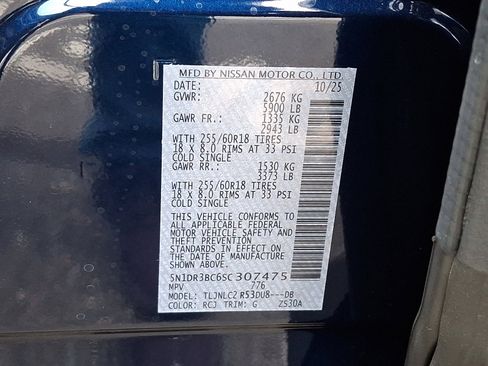 MFD BY NISSAN MOTOR CO., LTD.
DATE: 10/25
GVWR: 2676 KG
5900 LB
GAWR FR.: 1335 KG
2943 LB
WITH 255/60R18 TIRES
18 X 8.0 RIMS AT 33 PSI
COLD SINGLE
GAWR RR.: 1530 KG
3373 LB
WITH 255/60R18 TIRES
18 X 8.0 RIMS AT 33 PSI
COLD SINGLE
THIS VEHICLE CONFORMS TO
ALL APPLICABLE FEDERAL
MOTOR VEHICLE SAFETY AND
THEFT PREVENTION
STANDARDS IN EFFECT ON
THE DATE OF MANUFACTURE
SHOWN ABOVE.
5N1DR3BC6SC307475
MPV 776
MODEL: TLJNLC2 R53DU8---DB
COLOR: RCJ TRIM: G ZS30A